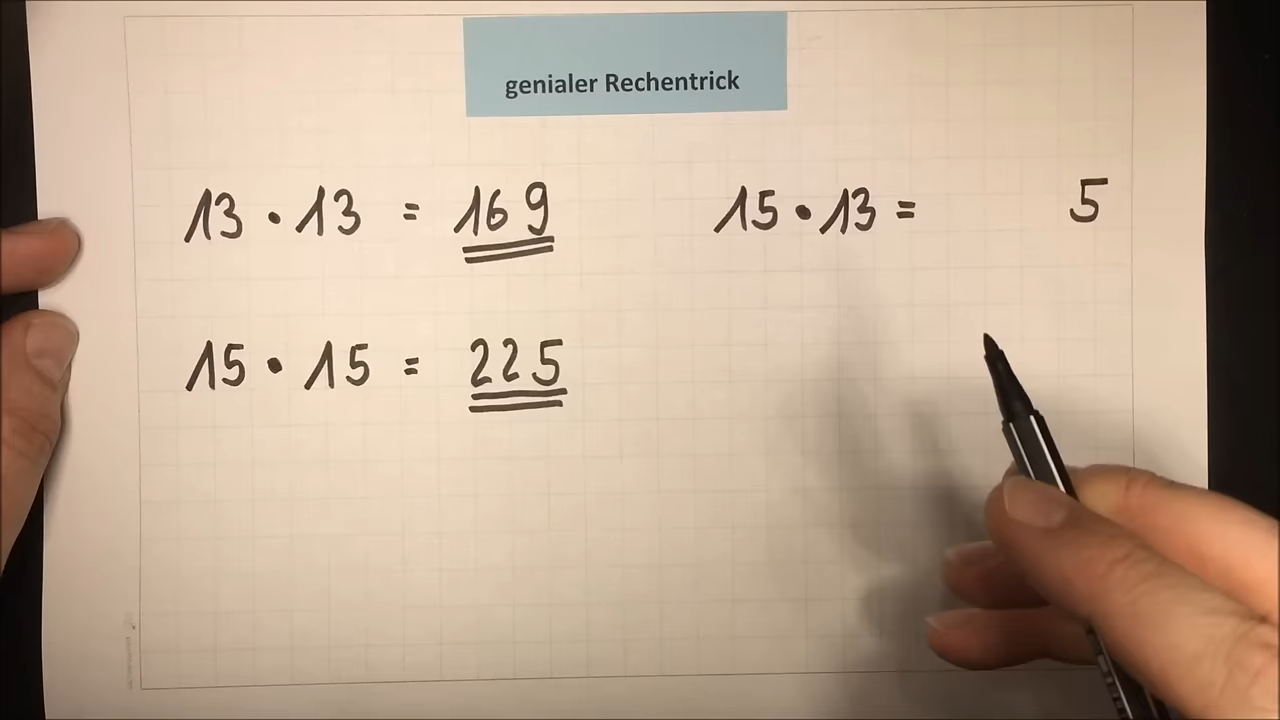 genialer Rechentrick
13 · 13 = 169
15 · 13 = 5
15 · 15 = 225